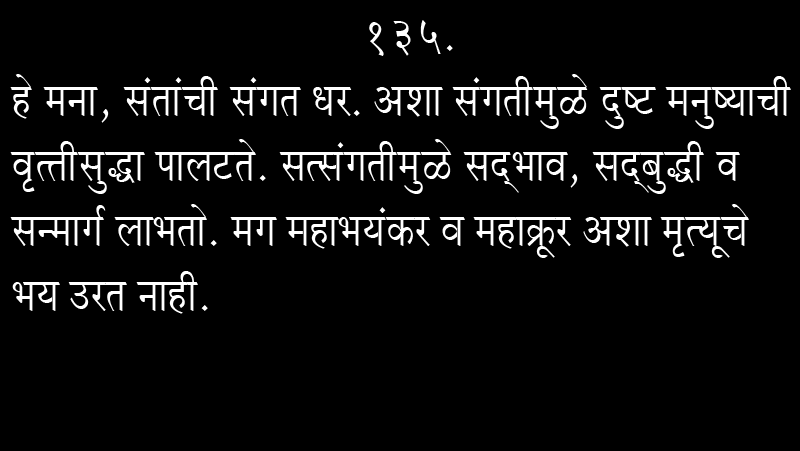 १३५.
हे मना, संतांची संगत धर. अशा संगतीमुळे दुष्ट मनुष्याची
वृत्तीसुद्धा पालटते. सत्संगतीमुळे सद्‌भाव, सद्‌बुद्धी व
सन्मार्ग लाभतो. मग महाभयंकर व महाक्रूर अशा मृत्यूचे
भय उरत नाही.